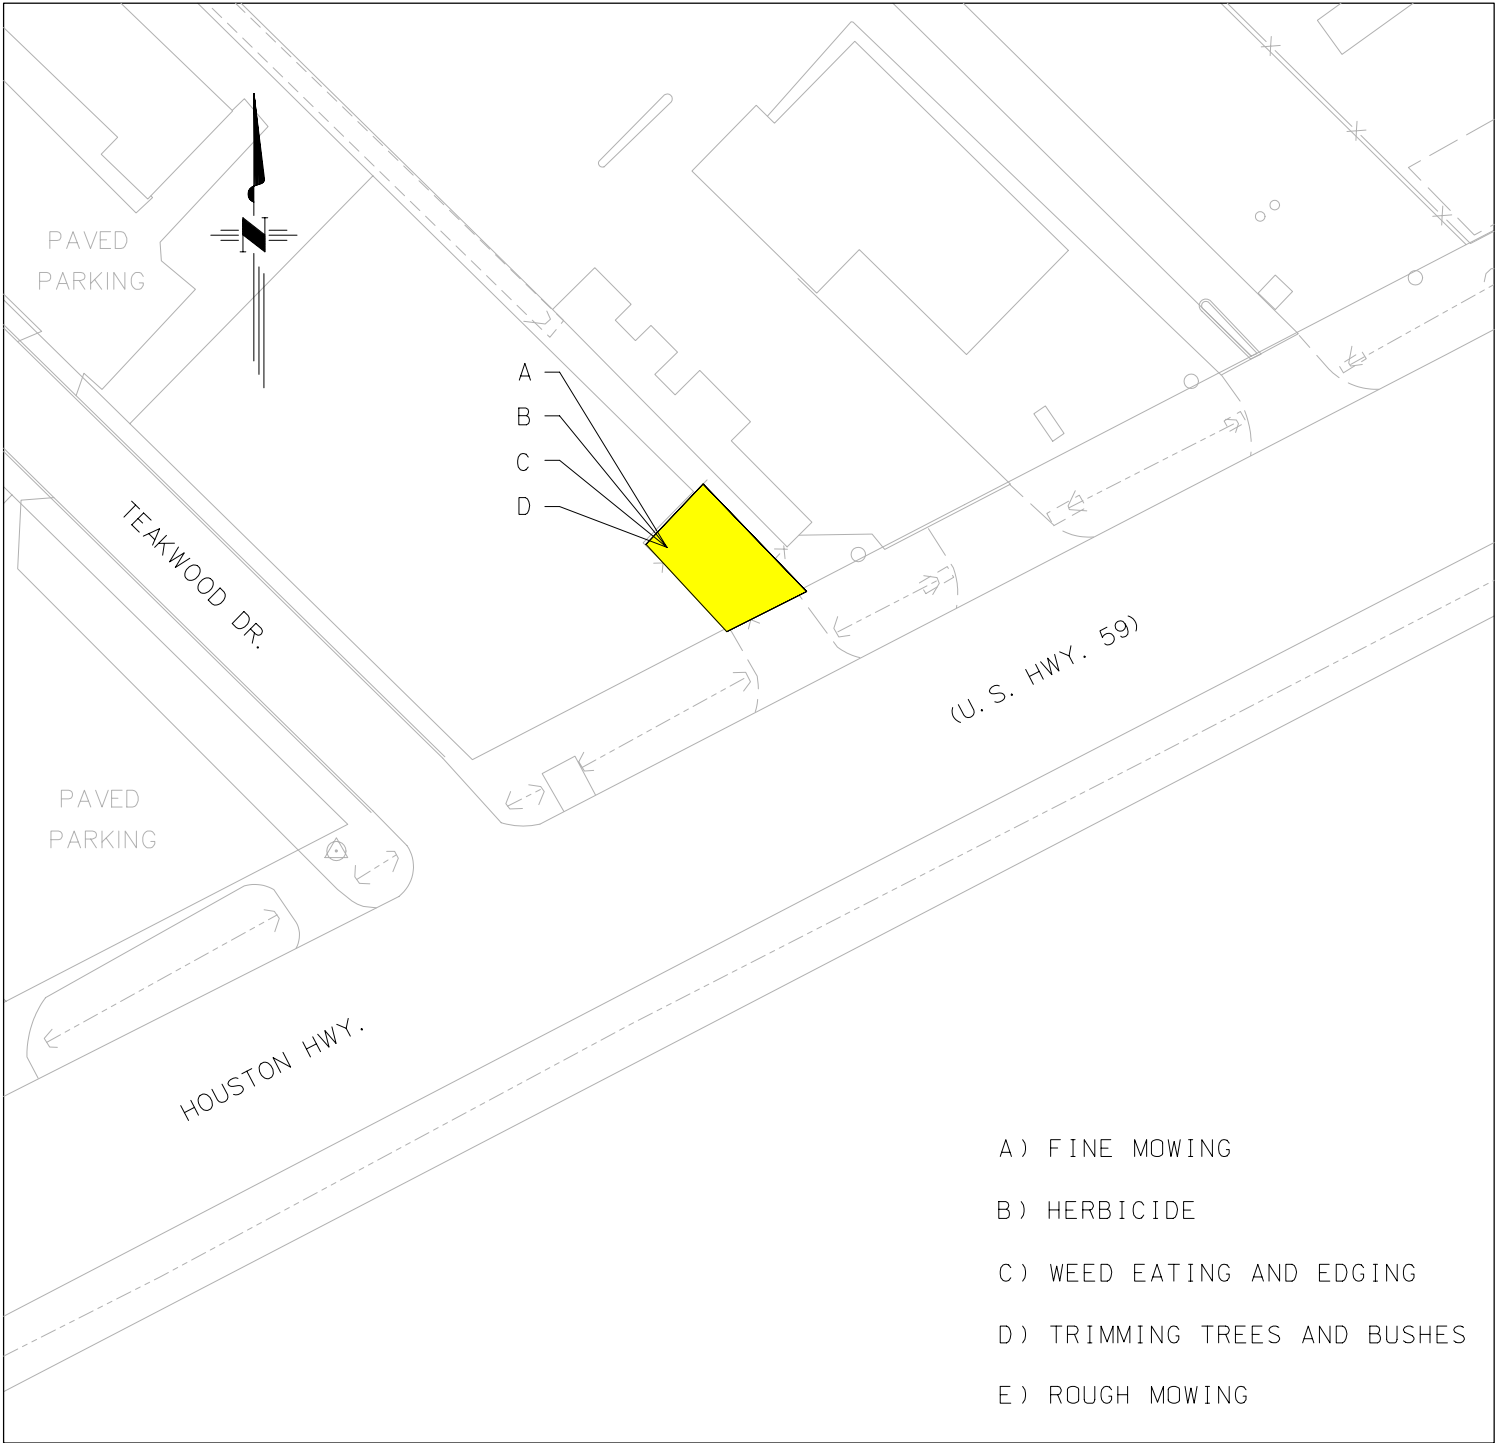 N
PAVED
PARKING
A
B
C
D
TEAKWOOD DR.
(U.S. HWY. 59)
PAVED
PARKING
HOUSTON HWY.
A) FINE MOWING
B) HERBICIDE
C) WEED EATING AND EDGING
D) TRIMMING TREES AND BUSHES
E) ROUGH MOWING